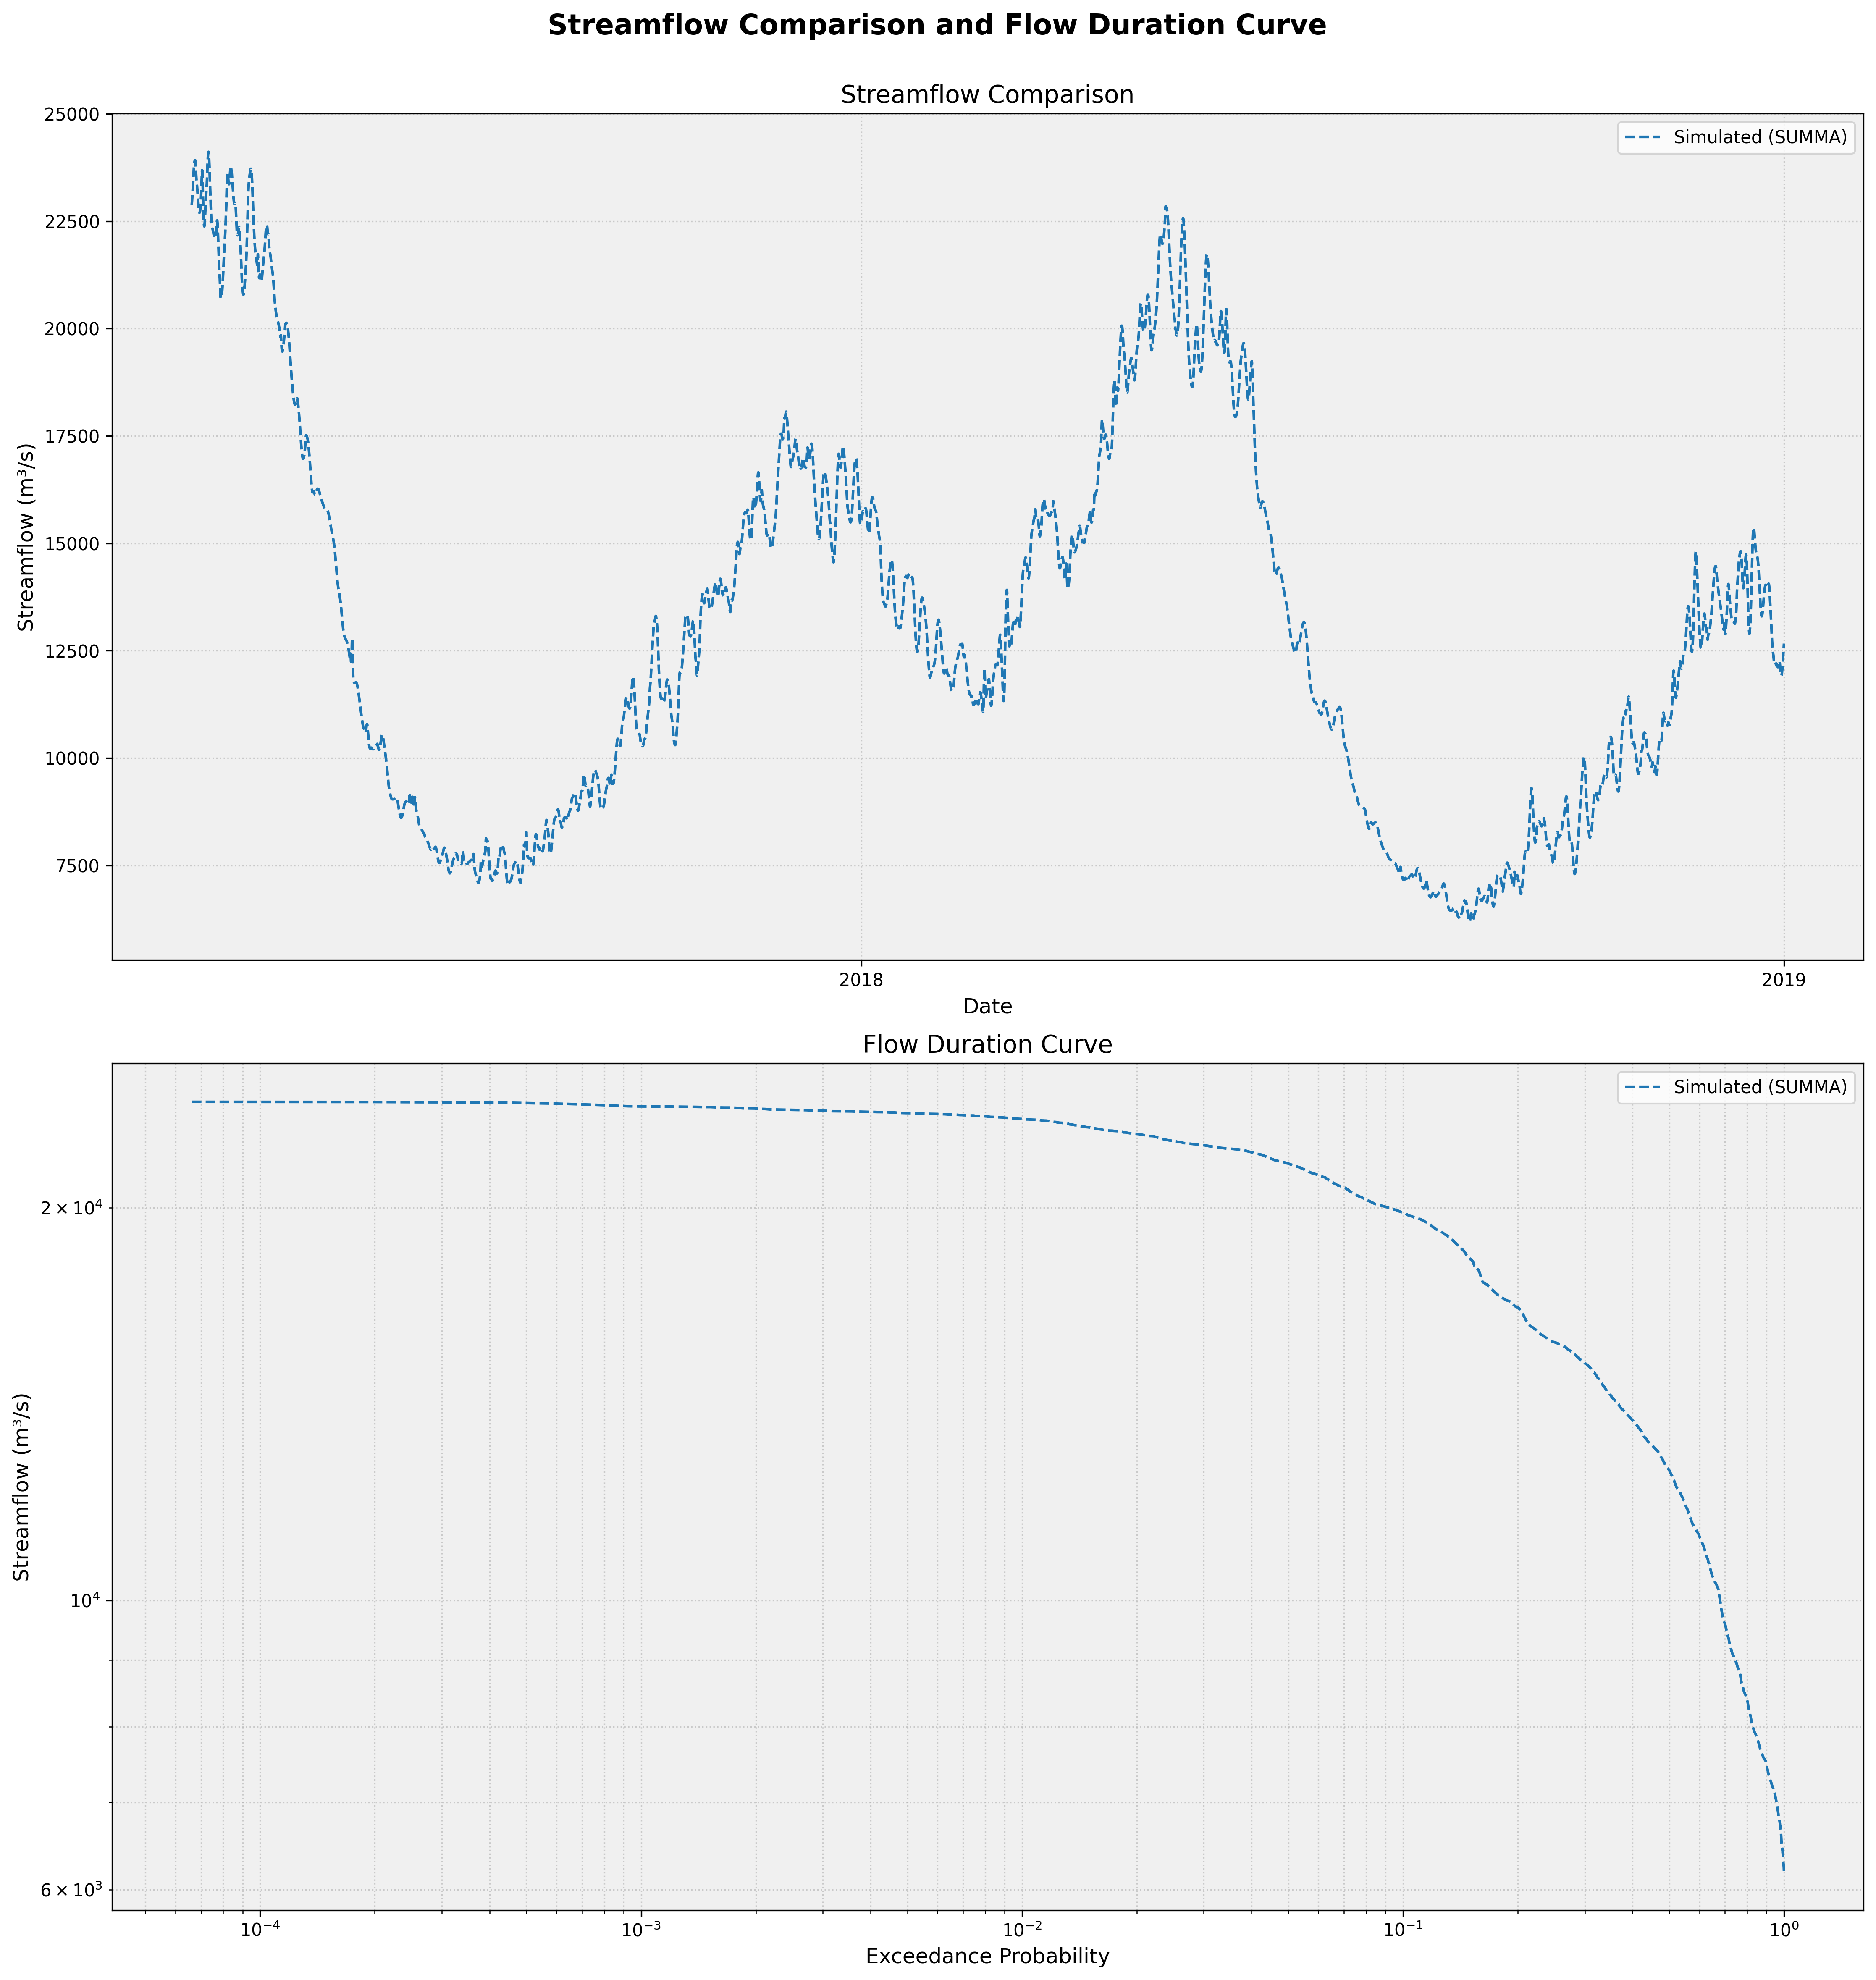 Streamflow Comparison and Flow Duration Curve
Streamflow Comparison
Simulated (SUMMA)
Streamflow (m³/s)
25000
22500
20000
17500
15000
12500
10000
7500
2018
2019
Date
Flow Duration Curve
Simulated (SUMMA)
Streamflow (m³/s)
2 × 10⁴
10⁴
6 × 10³
10⁻⁴
10⁻³
10⁻²
10⁻¹
10⁰
Exceedance Probability